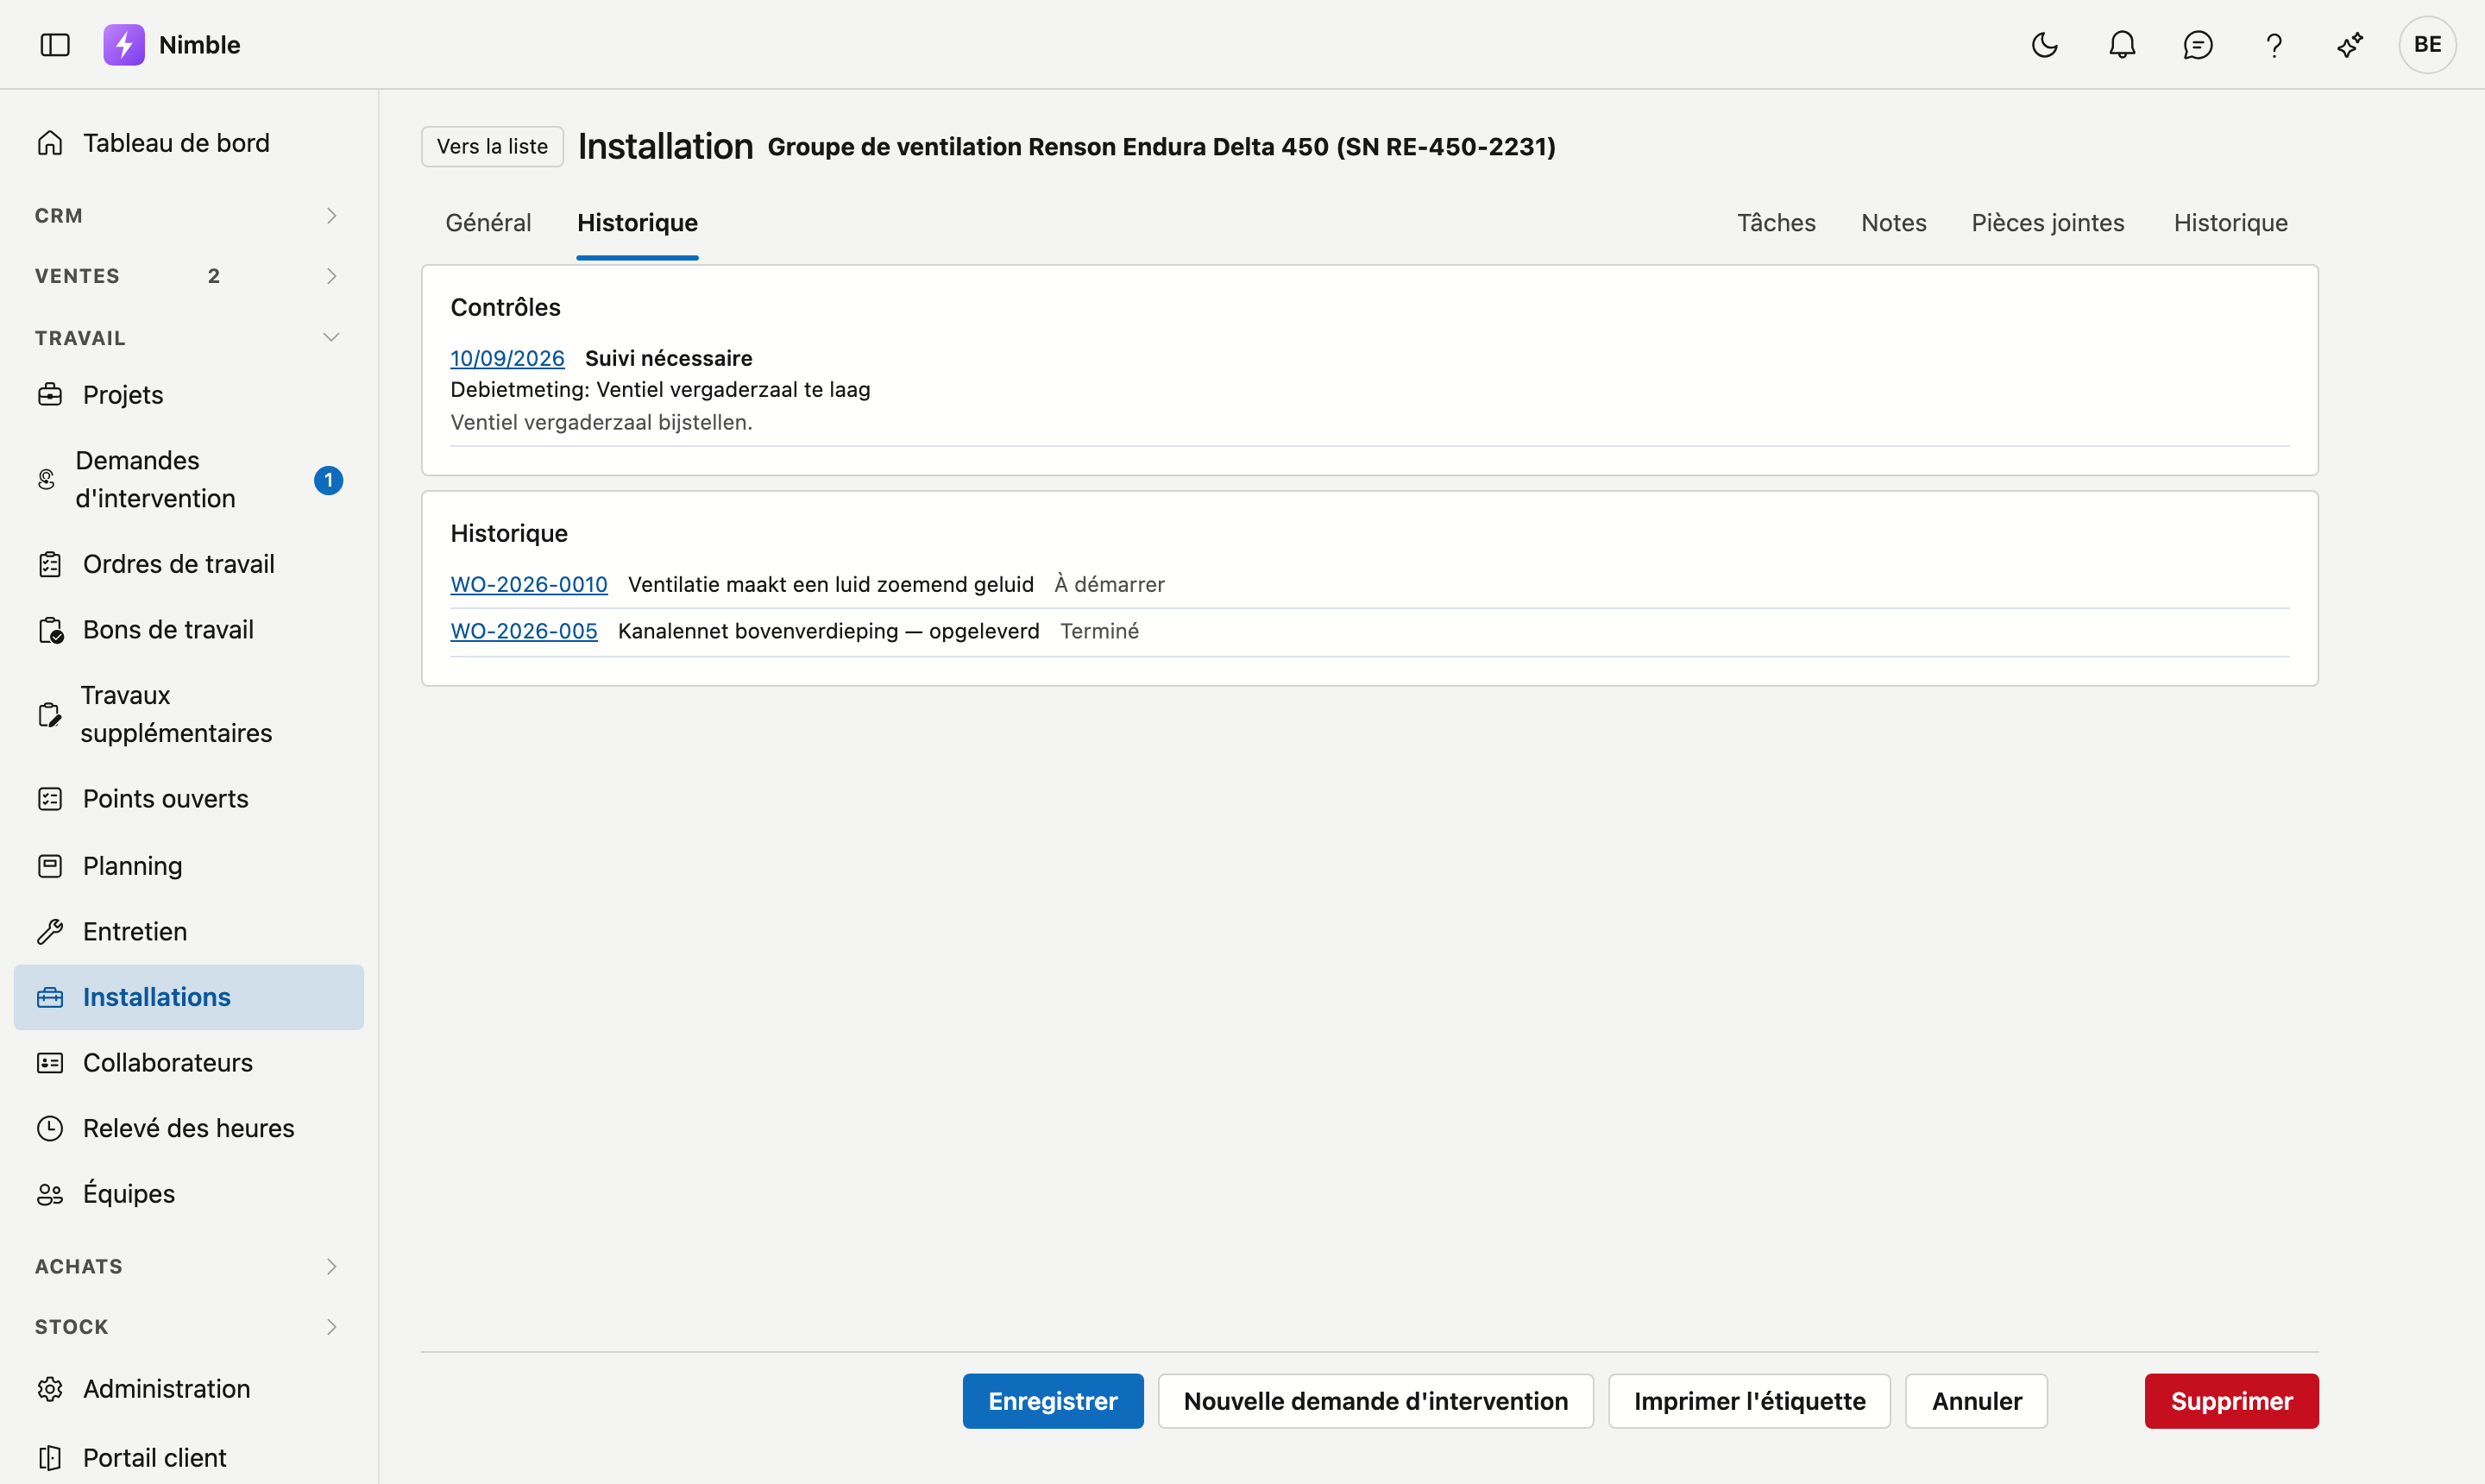 Nimble
BE
Tableau de bord
CRM
VENTES 2
TRAVAIL
Projets
Demandes
d'intervention
1
Ordres de travail
Bons de travail
Travaux
supplémentaires
Points ouverts
Planning
Entretien
Installations
Collaborateurs
Relevé des heures
Équipes
ACHATS
STOCK
Administration
Portail client
Vers la liste Installation Groupe de ventilation Renson Endura Delta 450 (SN RE-450-2231)
Général Historique Tâches Notes Pièces jointes Historique
Contrôles
10/09/2026 Suivi nécessaire
Debietmeting: Ventiel vergaderzaal te laag
Ventiel vergaderzaal bijstellen.
Historique
WO-2026-0010 Ventilatie maakt een luid zoemend geluid À démarrer
WO-2026-005 Kanalennet bovenverdieping — opgeleverd Terminé
Enregistrer Nouvelle demande d'intervention Imprimer l'étiquette Annuler Supprimer